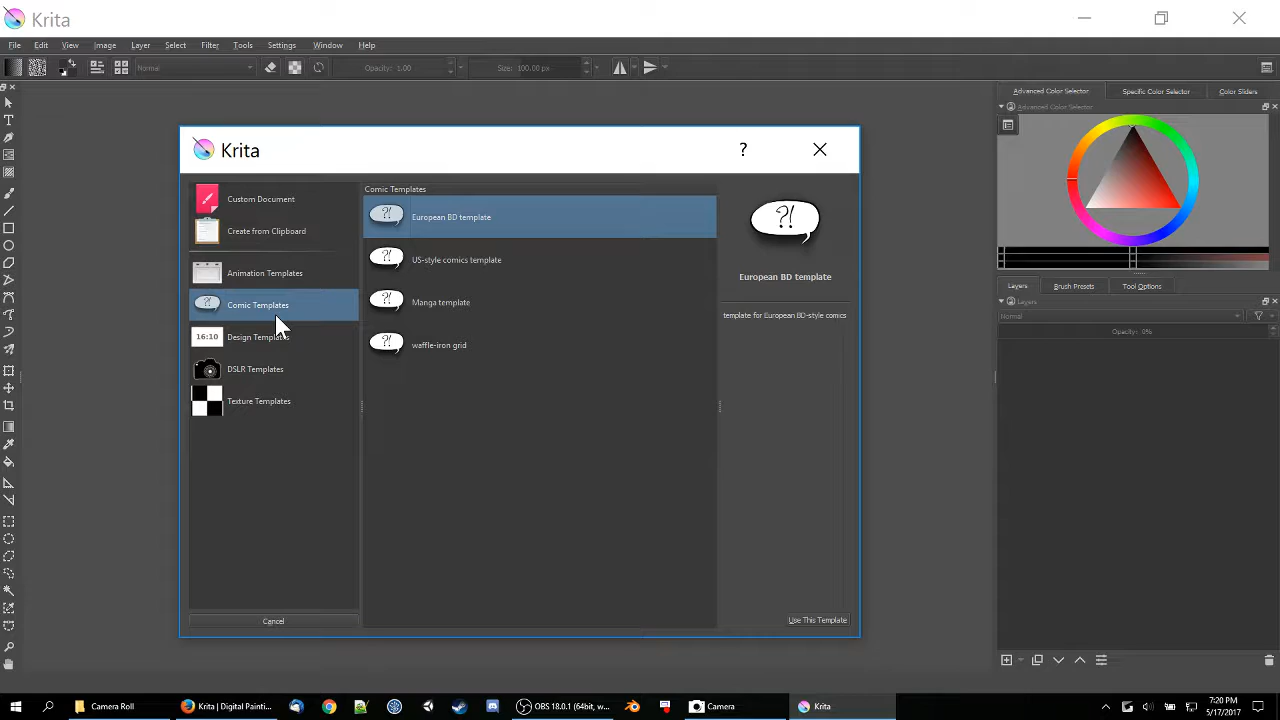 Krita
File Edit View Image Layer Select Filter Tools Settings Window Help
Normal Opacity: 1.00 Size: 100.00 px
Advanced Color Selector Specific Color Selector Color Sliders
Advanced Color Selector
Krita ?
Custom Document
Create from Clipboard
Animation Templates
?! Comic Templates
16:10 Design Templates
DSLR Templates
Texture Templates
Cancel
Comic Templates
?! European BD template
?! US-style comics template
?! Manga template
?! waffle-iron grid
?!
European BD template
template for European BD-style comics
Use This Template
Layers Brush Presets Tool Options
Layers
Normal
Opacity: 0%
Camera Roll
Krita | Digital Painti...
OBS 18.0.1 (64bit, w...
Camera
Krita
7:20 PM
5/17/2017